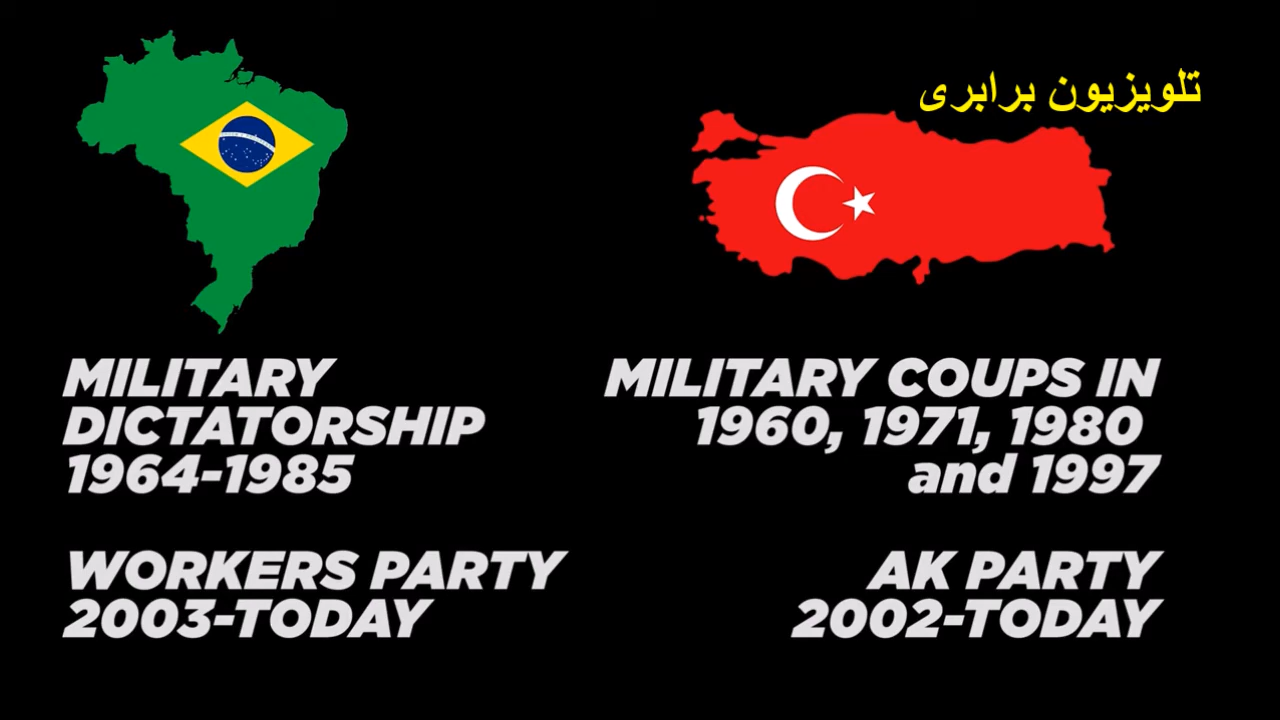 تلویزیون برابری
MILITARY
DICTATORSHIP
1964-1985
WORKERS PARTY
2003-TODAY
MILITARY COUPS IN
1960, 1971, 1980
and 1997
AK PARTY
2002-TODAY